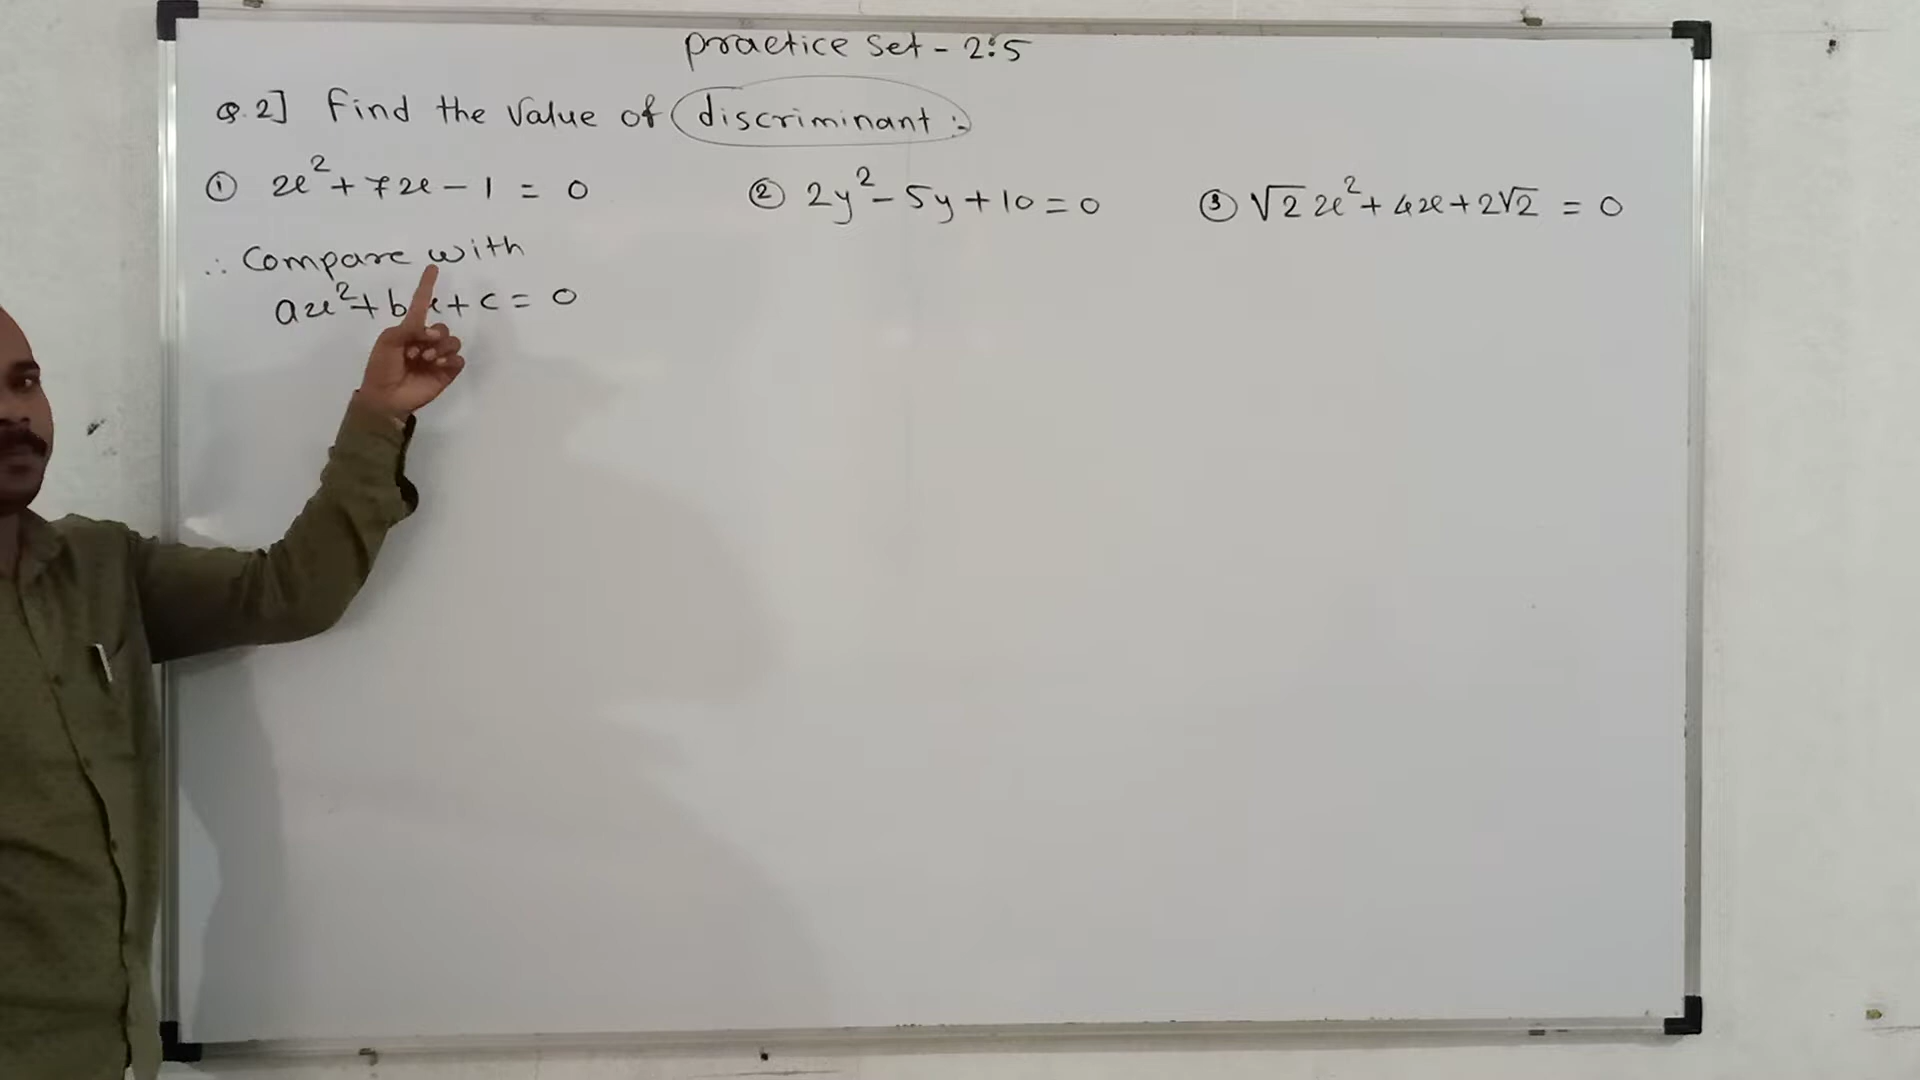 practice set - 2:5
Q.2] Find the value of discriminant :-
① x² + 7x - 1 = 0
② 2y² - 5y + 10 = 0
③ √2 x² + 4x + 2√2 = 0
∴ Compare with
ax² + bx + c = 0